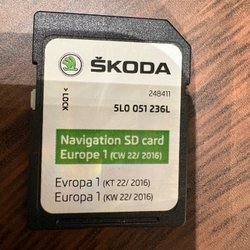 ŠKODA
248411
> LOCK
5L0 051 236L
Navigation SD card
Europe 1 (CW 22/ 2016)
Evropa 1 (KT 22/ 2016)
Europa 1 (KW 22/ 2016)